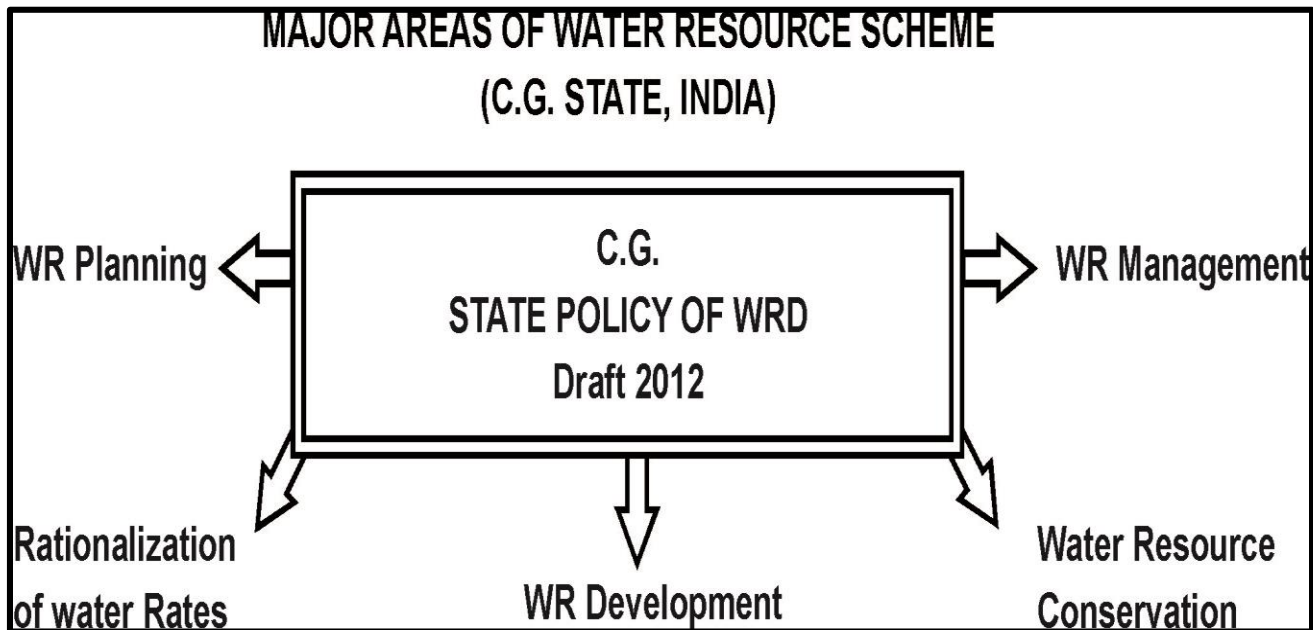 MAJOR AREAS OF WATER RESOURCE SCHEME
(C.G. STATE, INDIA)
C.G.
STATE POLICY OF WRD
Draft 2012
WR Planning
WR Management
Rationalization
of water Rates
WR Development
Water Resource
Conservation